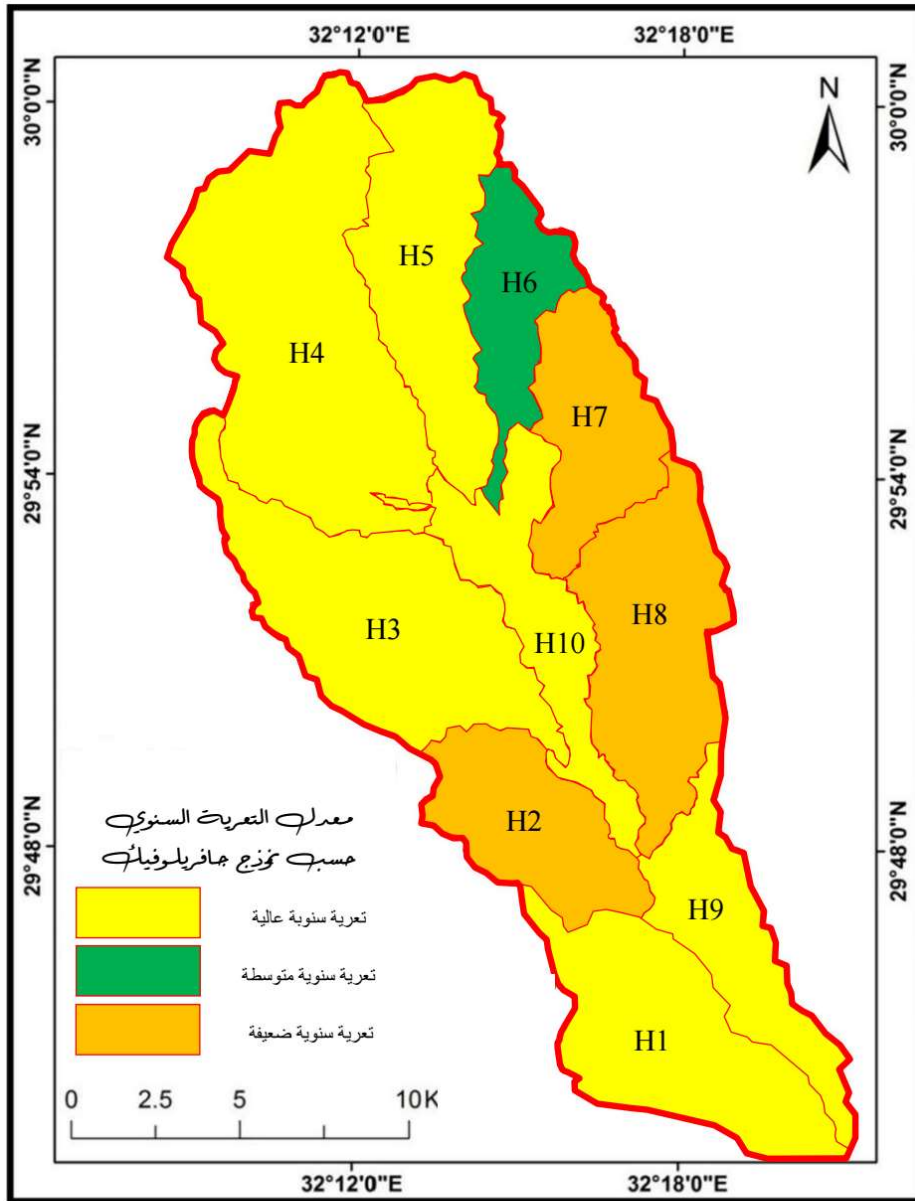 32°12'0"E 32°18'0"E
30°0'0"N 30°0'0"N
N
H5
H6
H4
H7
29°54'0"N 29°54'0"N
H8
H3
H10
معدل التعرية السنوي
حسب نموذج جافريلوفيك
H2
29°48'0"N 29°48'0"N
H9
تعرية سنوية عالية
تعرية سنوية متوسطة
تعرية سنوية ضعيفة
H1
0 2.5 5 10K
32°12'0"E 32°18'0"E